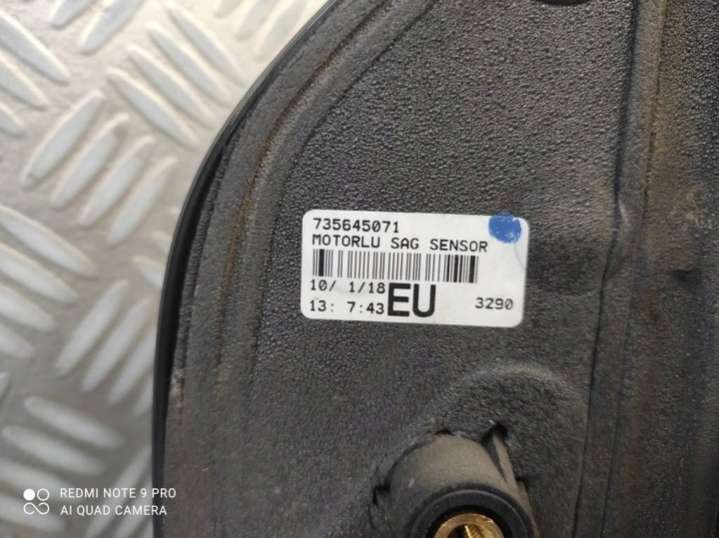 735645071
MOTORLU SAG SENSOR
10/ 1/18
13: 7:43 EU 3290
REDMI NOTE 9 PRO
AI QUAD CAMERA